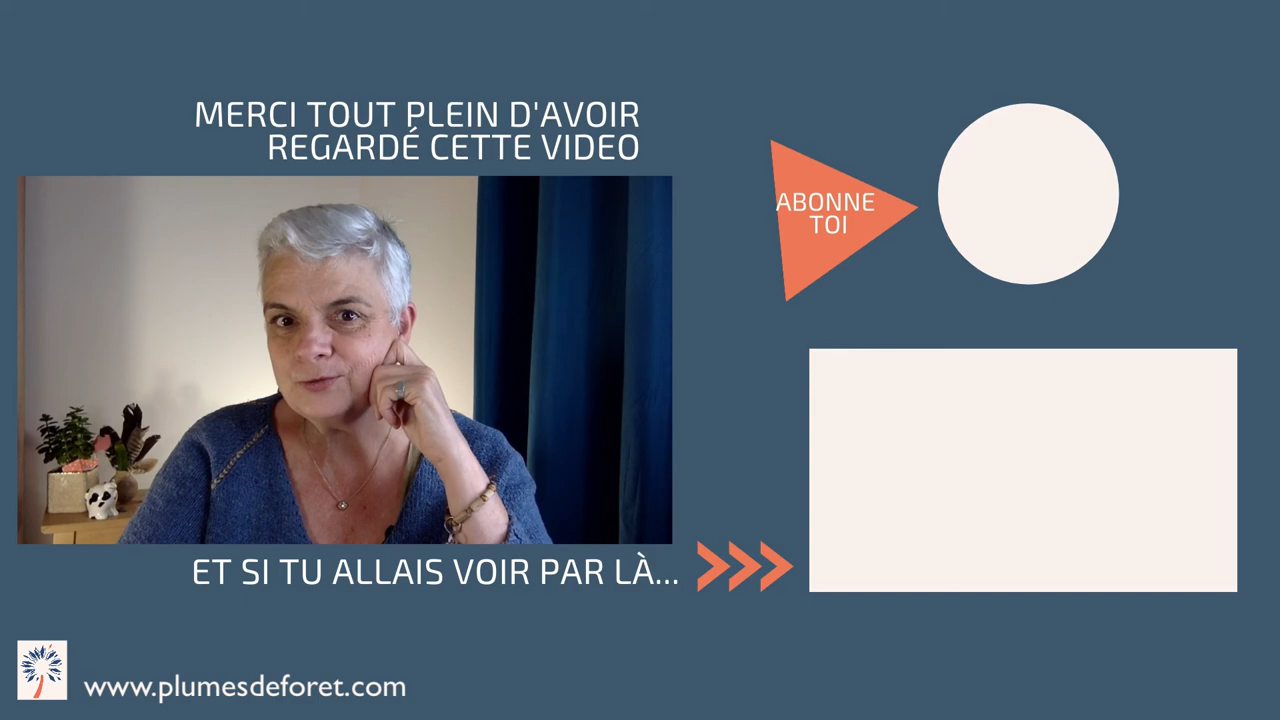 MERCI TOUT PLEIN D'AVOIR
REGARDÉ CETTE VIDEO
ABONNE
TOI
ET SI TU ALLAIS VOIR PAR LÀ...
www.plumesdeforet.com